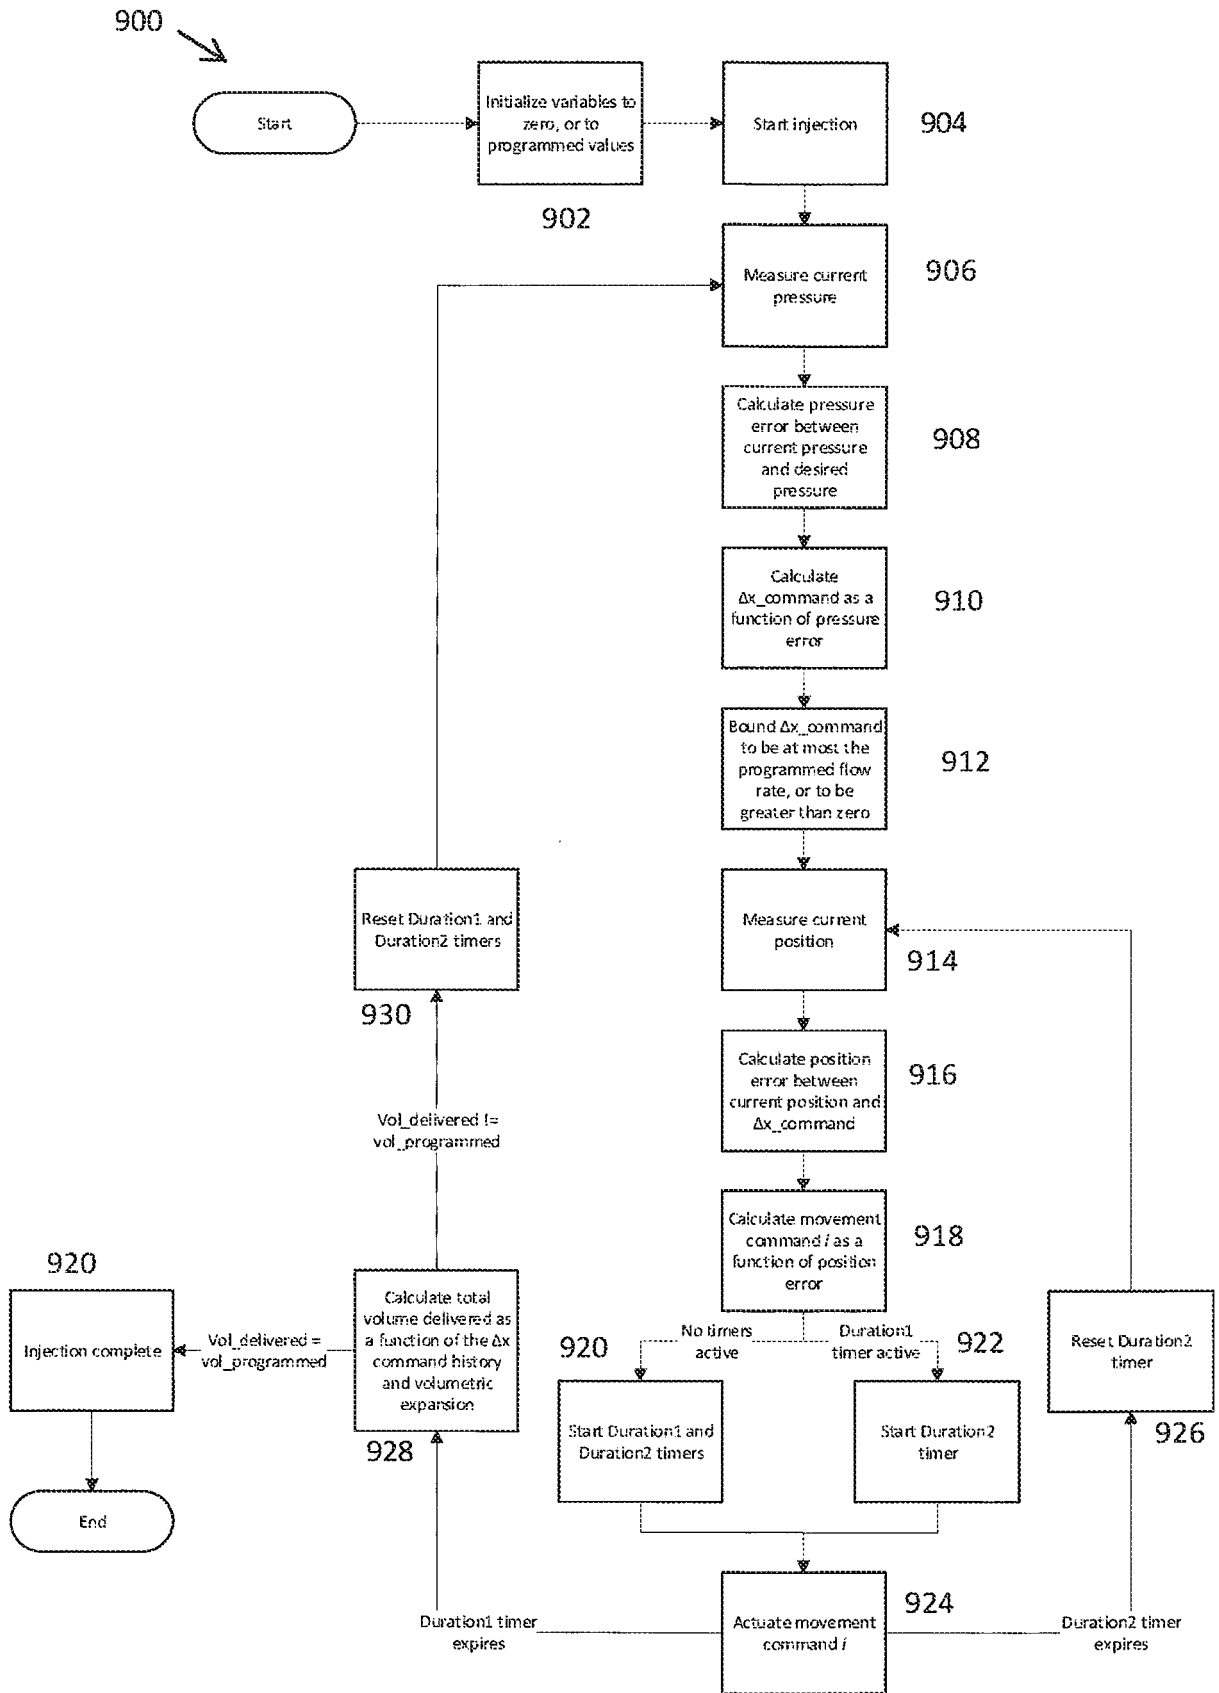 900
Start
Initialize variables to
zero, or to
programmed values
902
Start injection
904
Measure current
pressure
906
Calculate pressure
error between
current pressure
and desired
pressure
908
Calculate
Δx_command as a
function of pressure
error
910
Bound Δx_command
to be at most the
programmed flow
rate, or to be
greater than zero
912
Measure current
position
914
Reset Duration1 and
Duration2 timers
930
Calculate position
error between
current position and
Δx_command
916
Vol_delivered !=
vol_programmed
Calculate movement
command i as a
function of position
error
918
920
Injection complete
Vol_delivered =
vol_programmed
Calculate total
volume delivered as
a function of the Δx
command history
and volumetric
expansion
928
No timers
active
Duration1
timer active
920
922
Start Duration1 and
Duration2 timers
Start Duration2
timer
Reset Duration2
timer
926
End
Duration1 timer
expires
Actuate movement
command i
924
Duration2 timer
expires